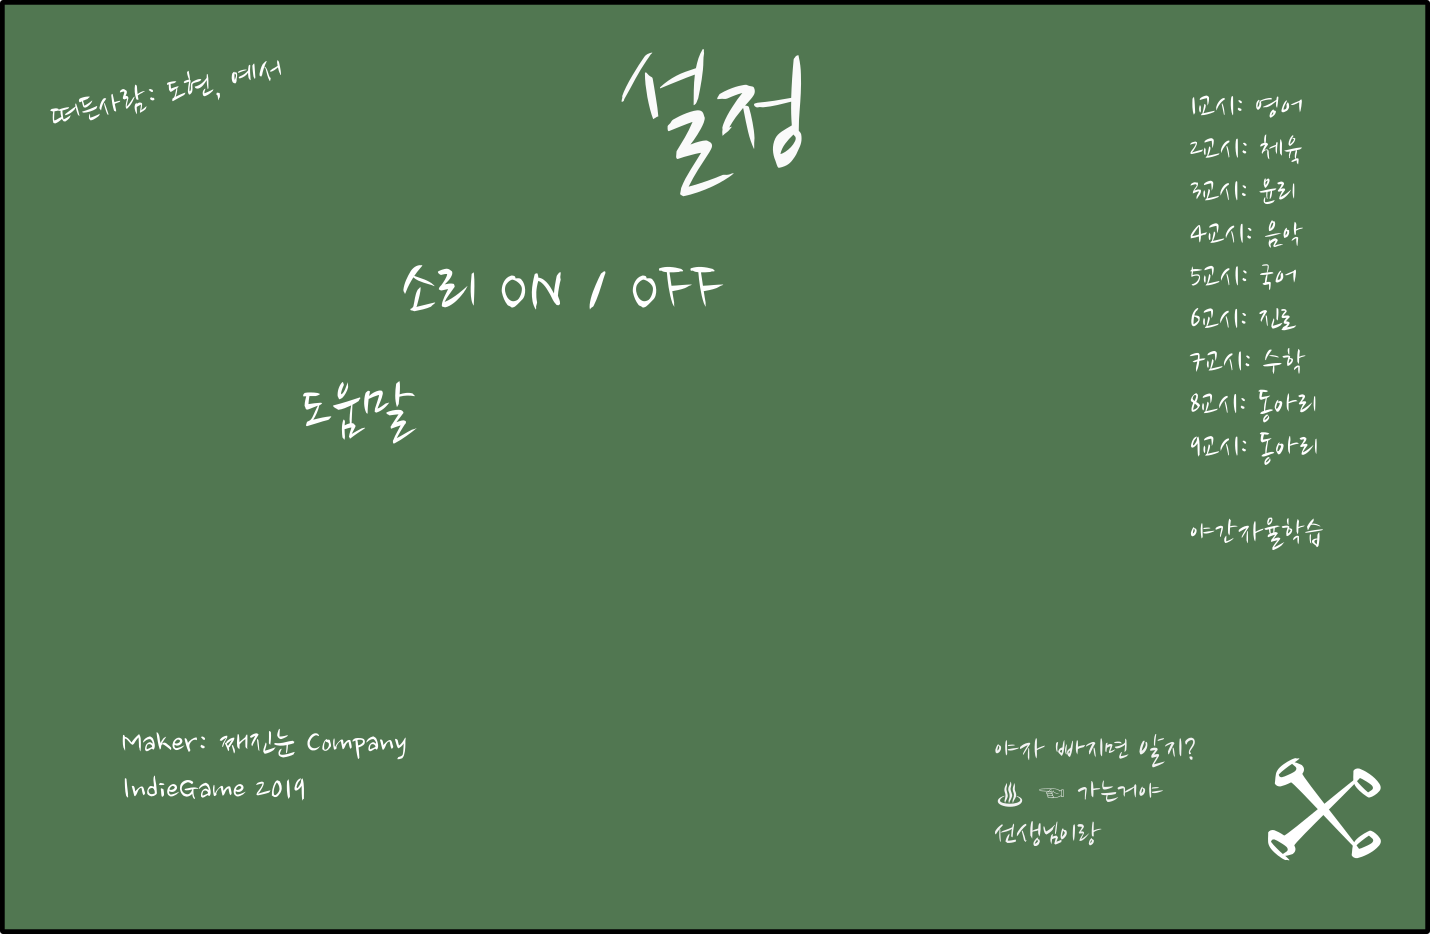 떠든사람: 도현, 예서
설정
소리 ON / OFF
도움말
1교시: 영어
2교시: 체육
3교시: 윤리
4교시: 음악
5교시: 국어
6교시: 진로
7교시: 수학
8교시: 동아리
9교시: 동아리
야간자율학습
Maker: 째진눈 Company
IndieGame 2019
야자 빠지면 알지?
♨ ☜ 가는거야
선생님이랑